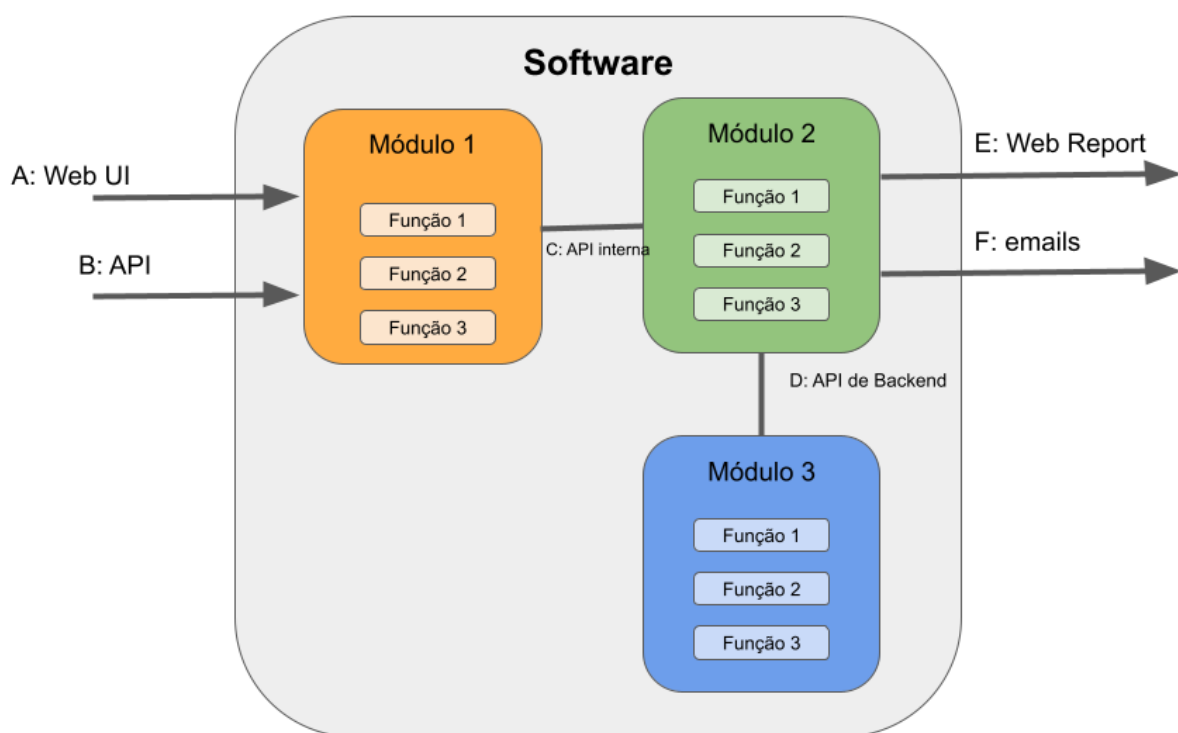 Software
Módulo 1
Função 1
Função 2
Função 3
Módulo 2
Função 1
Função 2
Função 3
Módulo 3
Função 1
Função 2
Função 3
A: Web UI
B: API
C: API interna
D: API de Backend
E: Web Report
F: emails